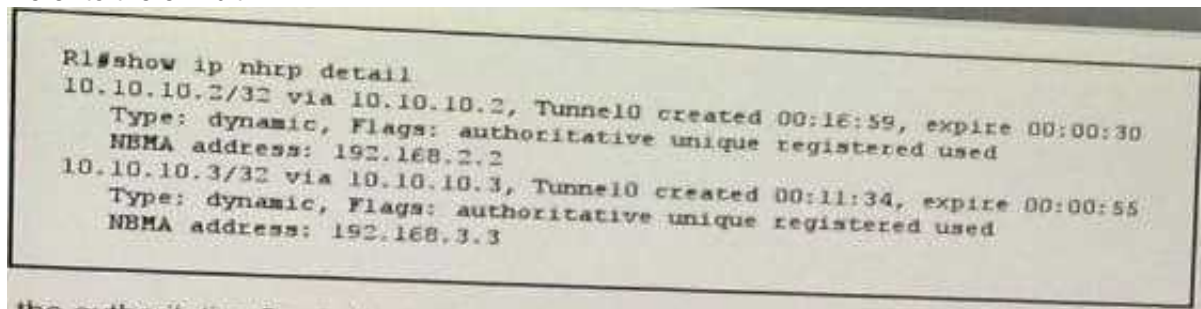 R1#show ip nhrp detail
10.10.10.2/32 via 10.10.10.2, Tunnel0 created 00:16:59, expire 00:00:30
Type: dynamic, Flags: authoritative unique registered used
NBMA address: 192.168.2.2
10.10.10.3/32 via 10.10.10.3, Tunnel0 created 00:11:34, expire 00:00:55
Type: dynamic, Flags: authoritative unique registered used
NBMA address: 192.168.3.3